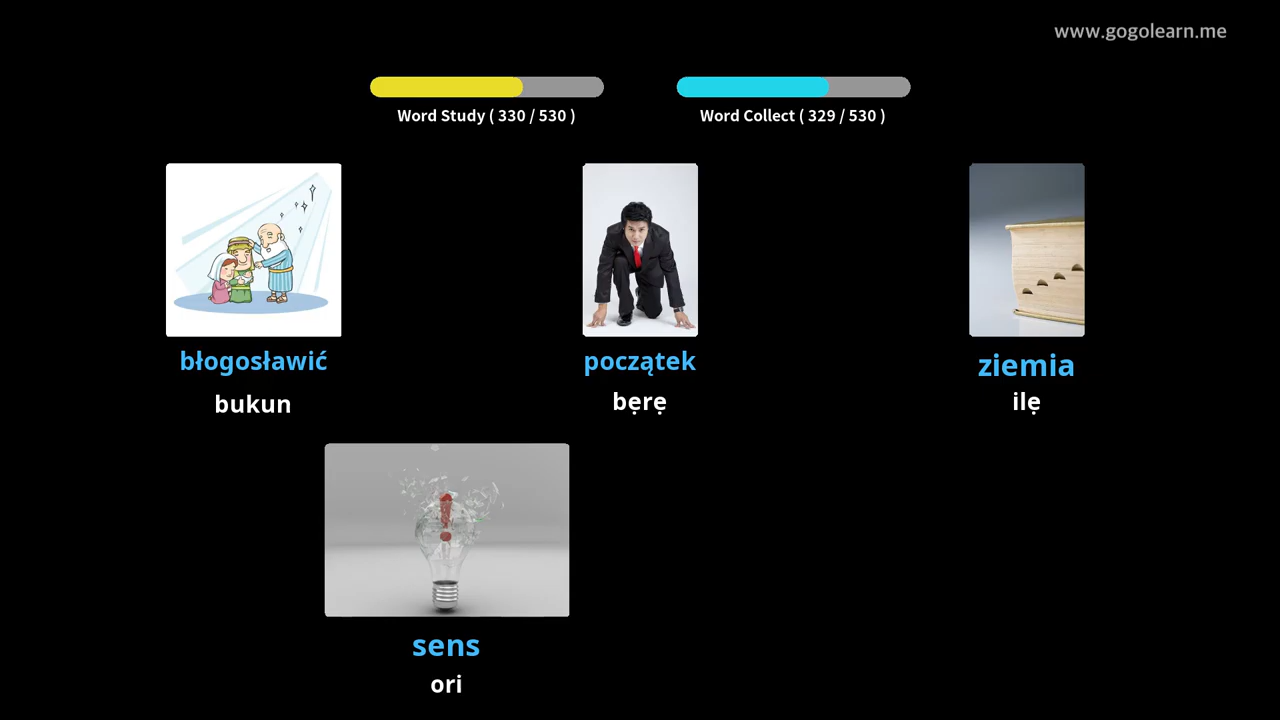 www.gogolearn.me
Word Study ( 330 / 530 )
Word Collect ( 329 / 530 )
błogosławić
bukun
początek
bẹrẹ
ziemia
ilẹ
sens
ori